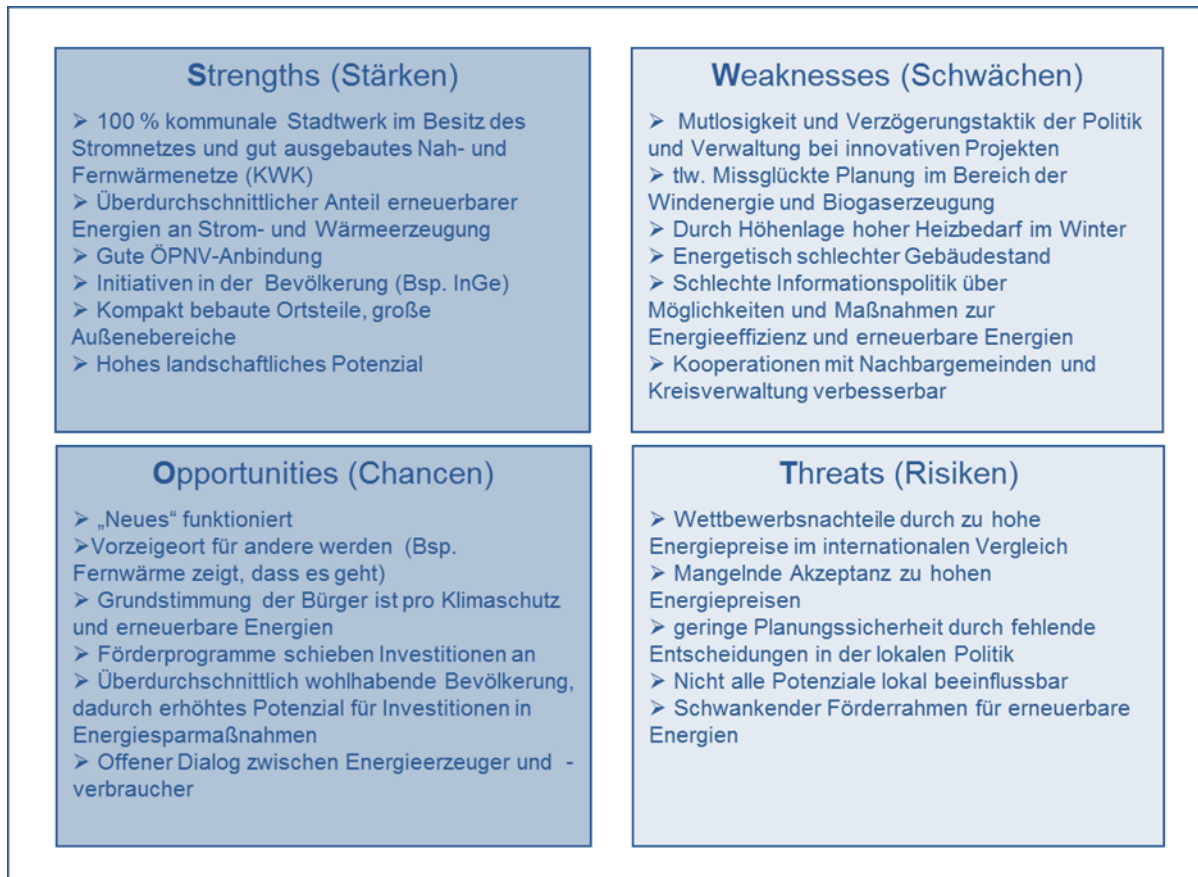 Strengths (Stärken)
➢ 100 % kommunale Stadtwerk im Besitz des
Stromnetzes und gut ausgebautes Nah- und
Fernwärmenetze (KWK)
➢ Überdurchschnittlicher Anteil erneuerbarer
Energien an Strom- und Wärmeerzeugung
➢ Gute ÖPNV-Anbindung
➢ Initiativen in der Bevölkerung (Bsp. InGe)
➢ Kompakt bebaute Ortsteile, große
Außenebereiche
➢ Hohes landschaftliches Potenzial
Weaknesses (Schwächen)
➢ Mutlosigkeit und Verzögerungstaktik der Politik
und Verwaltung bei innovativen Projekten
➢ tlw. Missglückte Planung im Bereich der
Windenergie und Biogaserzeugung
➢ Durch Höhenlage hoher Heizbedarf im Winter
➢ Energetisch schlechter Gebäudestand
➢ Schlechte Informationspolitik über
Möglichkeiten und Maßnahmen zur
Energieeffizienz und erneuerbare Energien
➢ Kooperationen mit Nachbargemeinden und
Kreisverwaltung verbesserbar
Opportunities (Chancen)
➢ „Neues“ funktioniert
➢Vorzeigeort für andere werden (Bsp.
Fernwärme zeigt, dass es geht)
➢ Grundstimmung der Bürger ist pro Klimaschutz
und erneuerbare Energien
➢ Förderprogramme schieben Investitionen an
➢ Überdurchschnittlich wohlhabende Bevölkerung,
dadurch erhöhtes Potenzial für Investitionen in
Energiesparmaßnahmen
➢ Offener Dialog zwischen Energieerzeuger und -
verbraucher
Threats (Risiken)
➢ Wettbewerbsnachteile durch zu hohe
Energiepreise im internationalen Vergleich
➢ Mangelnde Akzeptanz zu hohen
Energiepreisen
➢ geringe Planungssicherheit durch fehlende
Entscheidungen in der lokalen Politik
➢ Nicht alle Potenziale lokal beeinflussbar
➢ Schwankender Förderrahmen für erneuerbare
Energien